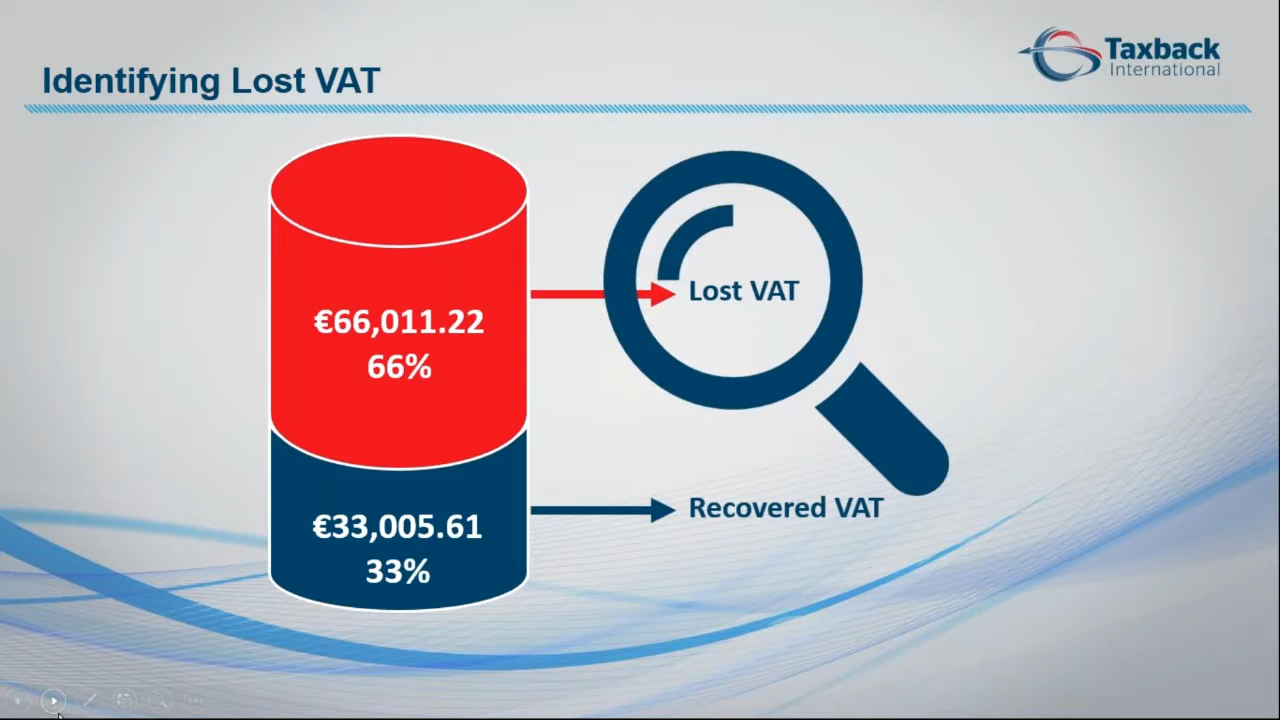 Identifying Lost VAT
Taxback
International
€66,011.22
66%
Lost VAT
€33,005.61
33%
Recovered VAT